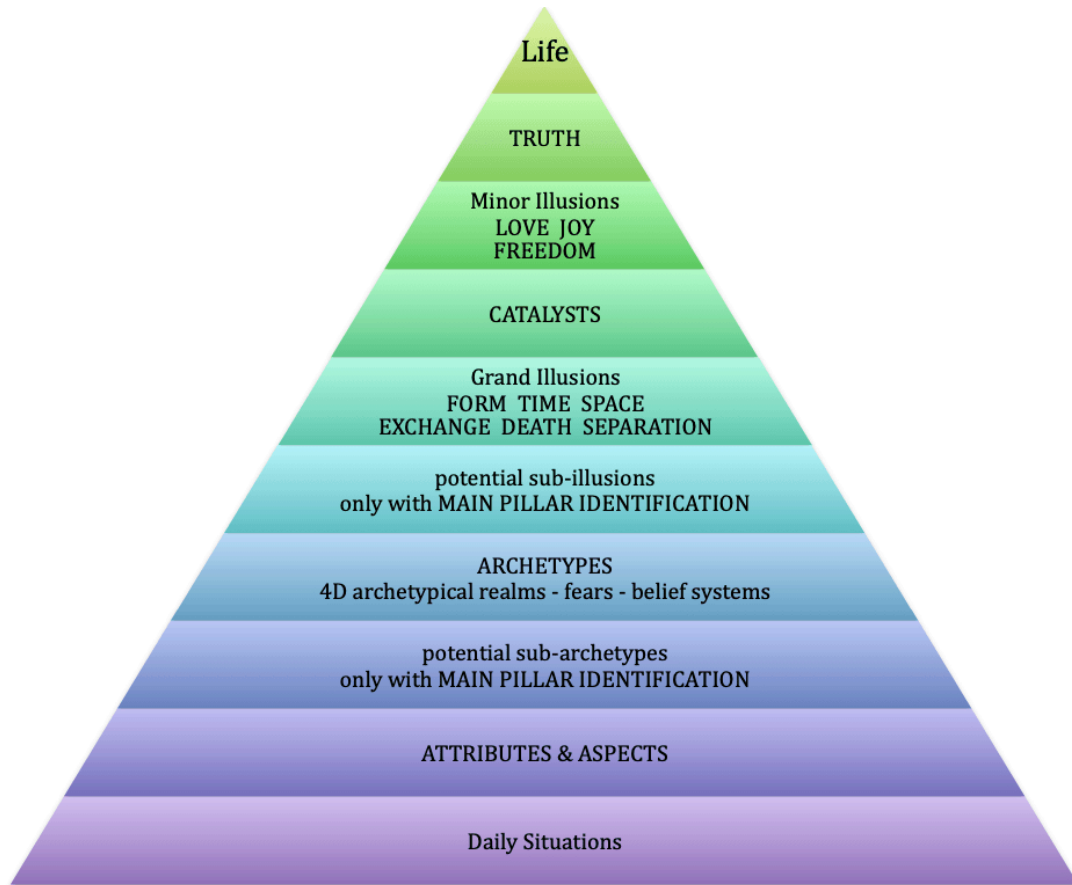 Life
TRUTH
Minor Illusions
LOVE JOY
FREEDOM
CATALYSTS
Grand Illusions
FORM TIME SPACE
EXCHANGE DEATH SEPARATION
potential sub-illusions
only with MAIN PILLAR IDENTIFICATION
ARCHETYPES
4D archetypical realms - fears - belief systems
potential sub-archetypes
only with MAIN PILLAR IDENTIFICATION
ATTRIBUTES & ASPECTS
Daily Situations